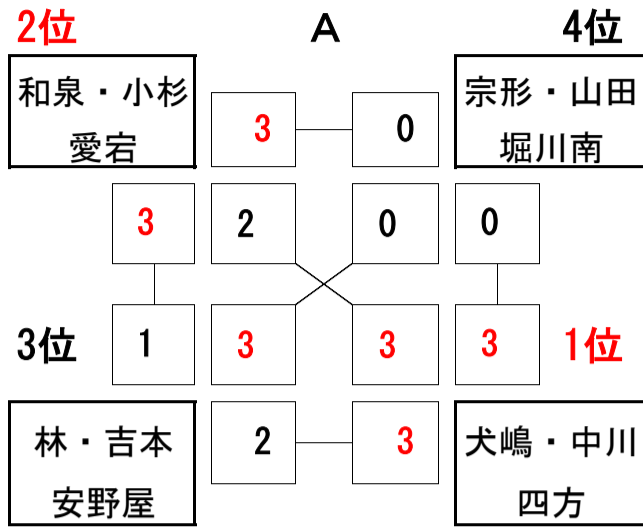 2位 A 4位
和泉・小杉 宗形・山田
愛宕 堀川南
3 0
3 2 0 0
3位 1 3 3 3 1位
2 3
林・吉本 犬嶋・中川
安野屋 四方